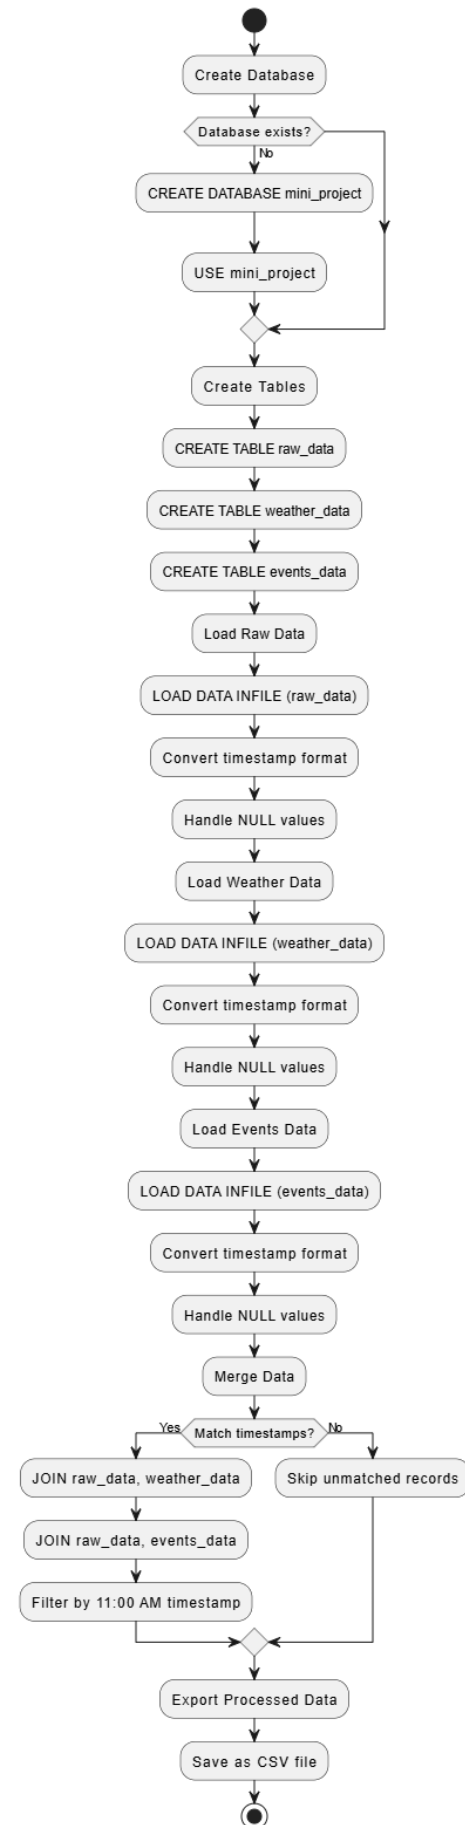 Create Database
Database exists?
No
CREATE DATABASE mini_project
USE mini_project
Create Tables
CREATE TABLE raw_data
CREATE TABLE weather_data
CREATE TABLE events_data
Load Raw Data
LOAD DATA INFILE (raw_data)
Convert timestamp format
Handle NULL values
Load Weather Data
LOAD DATA INFILE (weather_data)
Convert timestamp format
Handle NULL values
Load Events Data
LOAD DATA INFILE (events_data)
Convert timestamp format
Handle NULL values
Merge Data
Yes
Match timestamps?
No
JOIN raw_data, weather_data
Skip unmatched records
JOIN raw_data, events_data
Filter by 11:00 AM timestamp
Export Processed Data
Save as CSV file